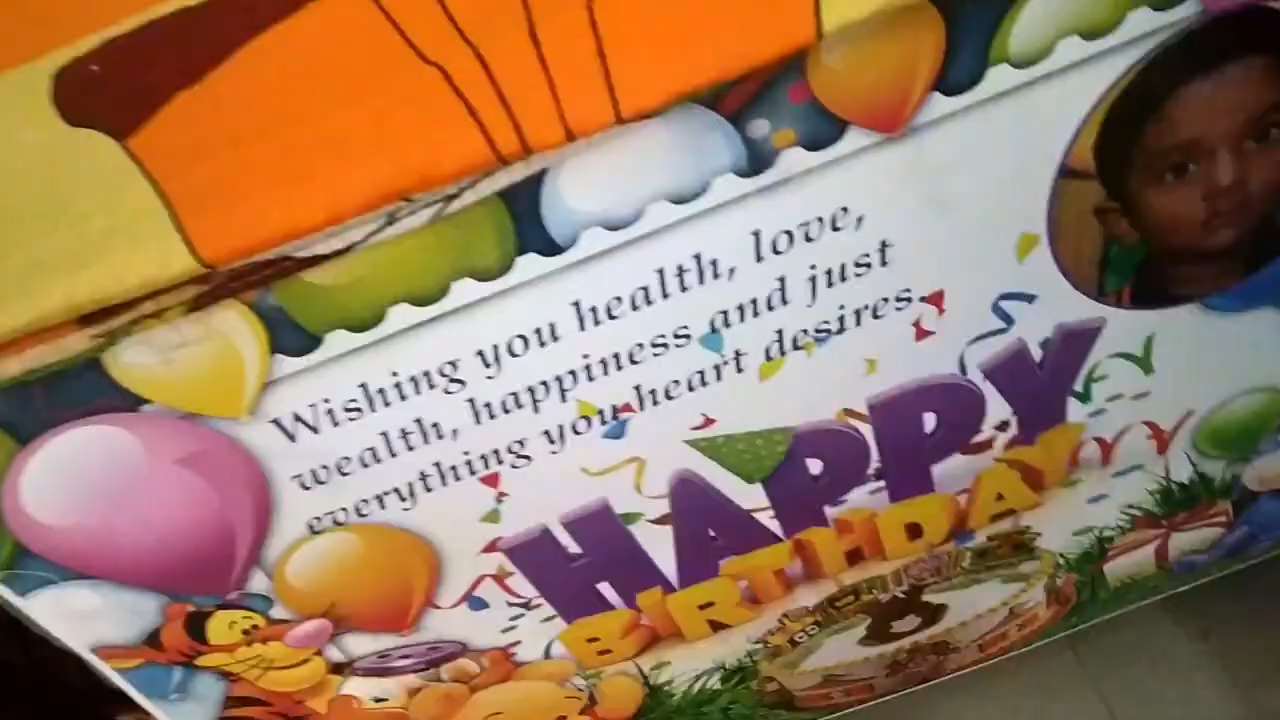 Wishing you health, love,
wealth, happiness and just
everything you heart desires.
HAPPY
BIRTHDAY